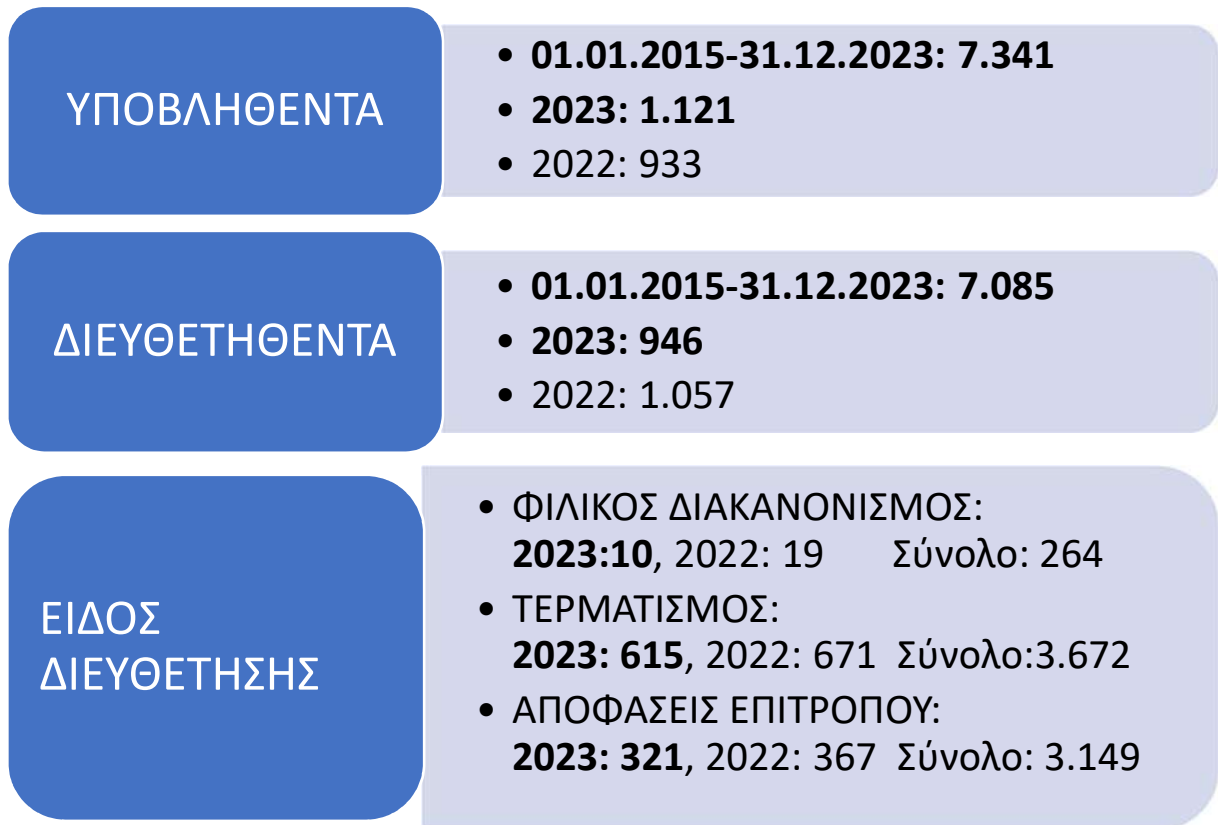 ΥΠΟΒΛΗΘΕΝΤΑ
• 01.01.2015-31.12.2023: 7.341
• 2023: 1.121
• 2022: 933
ΔΙΕΥΘΕΤΗΘΕΝΤΑ
• 01.01.2015-31.12.2023: 7.085
• 2023: 946
• 2022: 1.057
ΕΙΔΟΣ
ΔΙΕΥΘΕΤΗΣΗΣ
• ΦΙΛΙΚΟΣ ΔΙΑΚΑΝΟΝΙΣΜΟΣ:
2023:10, 2022: 19 Σύνολο: 264
• ΤΕΡΜΑΤΙΣΜΟΣ:
2023: 615, 2022: 671 Σύνολο:3.672
• ΑΠΟΦΑΣΕΙΣ ΕΠΙΤΡΟΠΟΥ:
2023: 321, 2022: 367 Σύνολο: 3.149